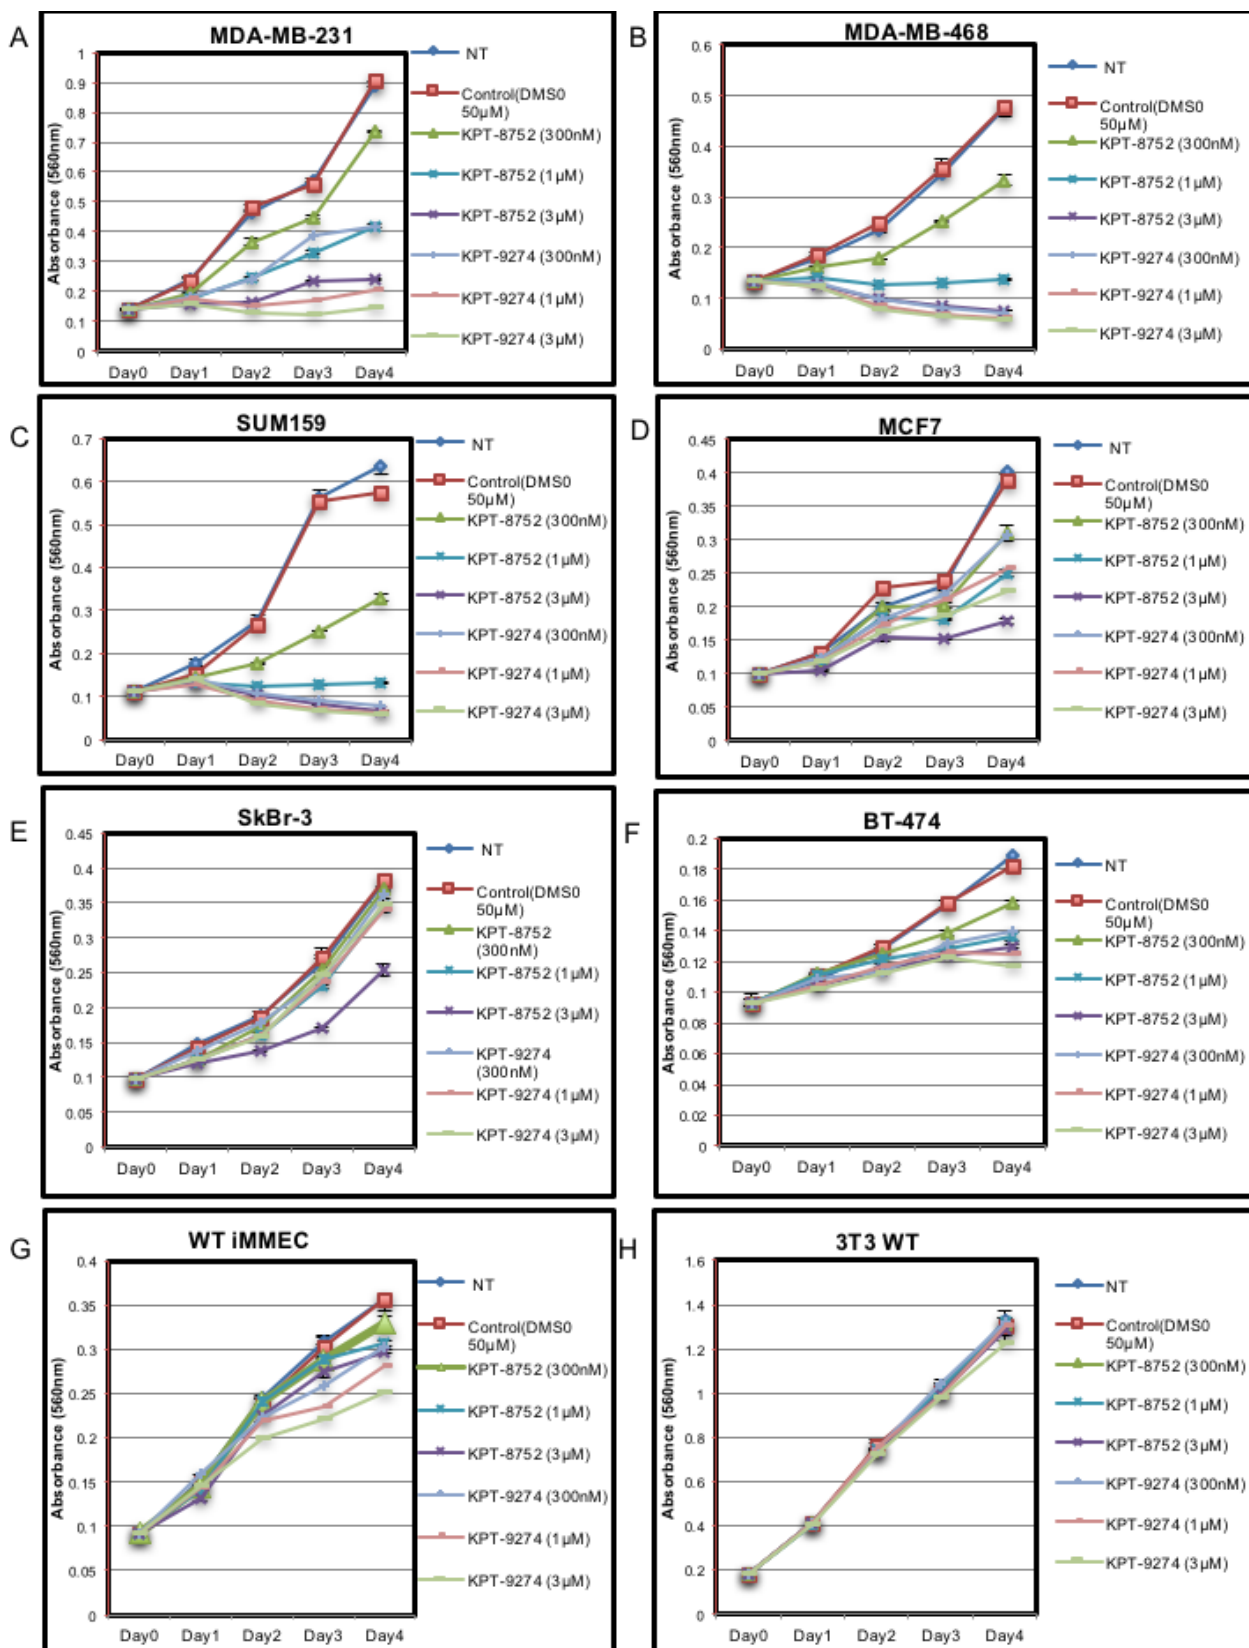 A
MDA-MB-231
Absorbance (560nm)
1
0.9
0.8
0.7
0.6
0.5
0.4
0.3
0.2
0.1
0
Day0 Day1 Day2 Day3 Day4
NT
Control(DMS0
50µM)
KPT-8752 (300nM)
KPT-8752 (1µM)
KPT-8752 (3µM)
KPT-9274 (300nM)
KPT-9274 (1µM)
KPT-9274 (3µM)
B
MDA-MB-468
Absorbance (560nm)
0.6
0.5
0.4
0.3
0.2
0.1
0
Day0 Day1 Day2 Day3 Day4
NT
Control(DMS0
50µM)
KPT-8752 (300nM)
KPT-8752 (1µM)
KPT-8752 (3µM)
KPT-9274 (300nM)
KPT-9274 (1µM)
KPT-9274 (3µM)
C
SUM159
Absorbance (560nm)
0.7
0.6
0.5
0.4
0.3
0.2
0.1
0
Day0 Day1 Day2 Day3 Day4
NT
Control(DMS0
50µM)
KPT-8752 (300nM)
KPT-8752 (1µM)
KPT-8752 (3µM)
KPT-9274 (300nM)
KPT-9274 (1µM)
KPT-9274 (3µM)
D
MCF7
Absorbance (560nm)
0.45
0.4
0.35
0.3
0.25
0.2
0.15
0.1
0.05
0
Day0 Day1 Day2 Day3 Day4
NT
Control(DMS0
50µM)
KPT-8752 (300nM)
KPT-8752 (1µM)
KPT-8752 (3µM)
KPT-9274 (300nM)
KPT-9274 (1µM)
KPT-9274 (3µM)
E
SkBr-3
Absorbance (560nm)
0.45
0.4
0.35
0.3
0.25
0.2
0.15
0.1
0.05
0
Day0 Day1 Day2 Day3 Day4
NT
Control(DMS0
50µM)
KPT-8752
(300nM)
KPT-8752 (1µM)
KPT-8752 (3µM)
KPT-9274
(300nM)
KPT-9274 (1µM)
KPT-9274 (3µM)
F
BT-474
Absorbance (560nm)
0.2
0.18
0.16
0.14
0.12
0.1
0.08
0.06
0.04
0.02
0
Day0 Day1 Day2 Day3 Day4
NT
Control(DMS0
50µM)
KPT-8752 (300nM)
KPT-8752 (1µM)
KPT-8752 (3µM)
KPT-9274 (300nM)
KPT-9274 (1µM)
KPT-9274 (3µM)
G
WT iMMEC
Absorbance (560nm)
0.4
0.35
0.3
0.25
0.2
0.15
0.1
0.05
0
Day0 Day1 Day2 Day3 Day4
NT
Control(DMS0
50µM)
KPT-8752 (300nM)
KPT-8752 (1µM)
KPT-8752 (3µM)
KPT-9274 (300nM)
KPT-9274 (1µM)
KPT-9274 (3µM)
H
3T3 WT
Absorbance (560nm)
1.6
1.4
1.2
1
0.8
0.6
0.4
0.2
0
Day0 Day1 Day2 Day3 Day4
NT
Control(DMS0
50µM)
KPT-8752 (300nM)
KPT-8752 (1µM)
KPT-8752 (3µM)
KPT-9274 (300nM)
KPT-9274 (1µM)
KPT-9274 (3µM)